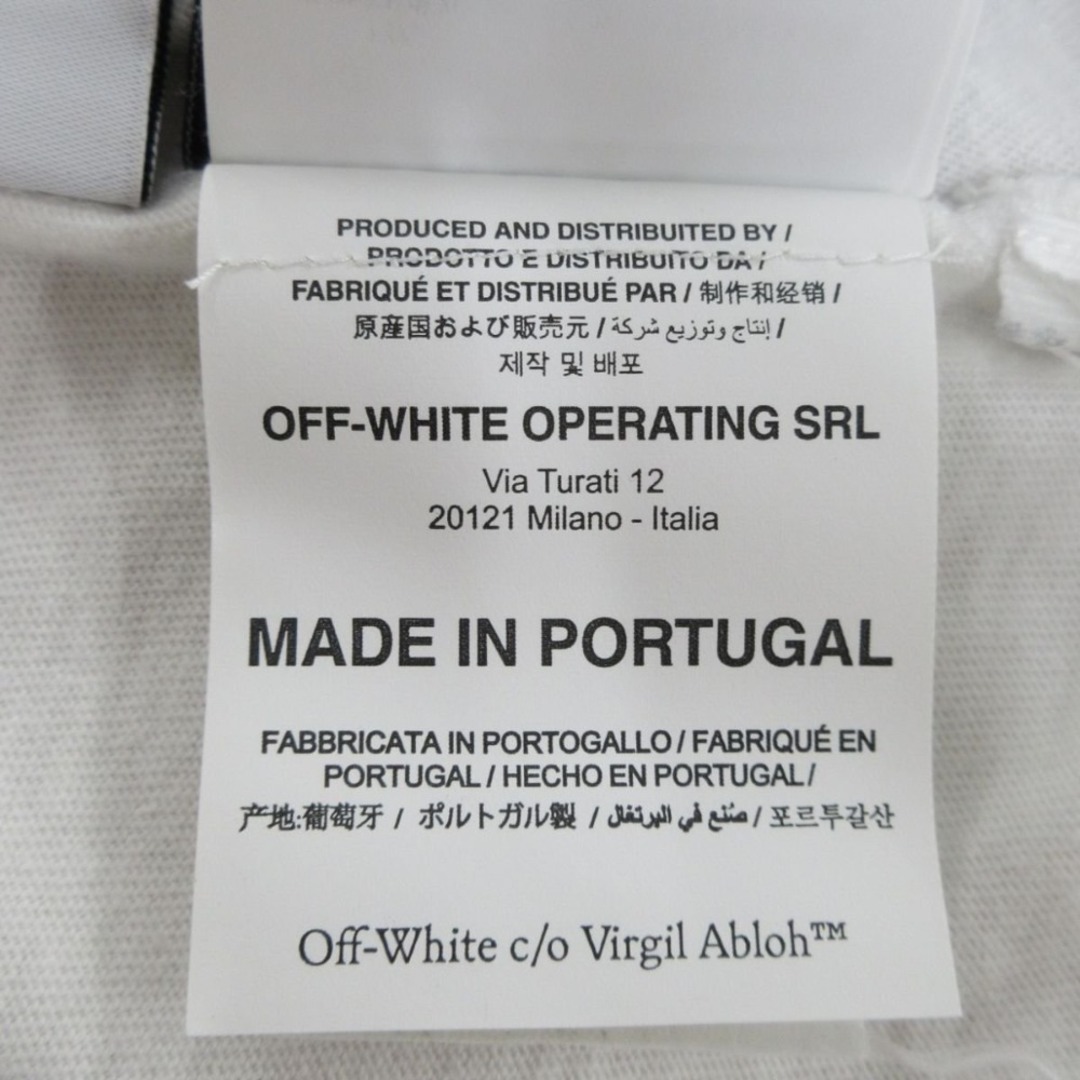 PRODUCED AND DISTRIBUITED BY /
PRODOTTO E DISTRIBUITO DA /
FABRIQUÉ ET DISTRIBUÉ PAR / 制作和经销 /
原産国および販売元 / إنتاج وتوزيع شركة /
제작 및 배포
OFF-WHITE OPERATING SRL
Via Turati 12
20121 Milano - Italia
MADE IN PORTUGAL
FABBRICATA IN PORTOGALLO / FABRIQUÉ EN
PORTUGAL / HECHO EN PORTUGAL /
产地:葡萄牙 / ポルトガル製 / صُنع في البرتغال / 포르투갈산
Off-White c/o Virgil Abloh™